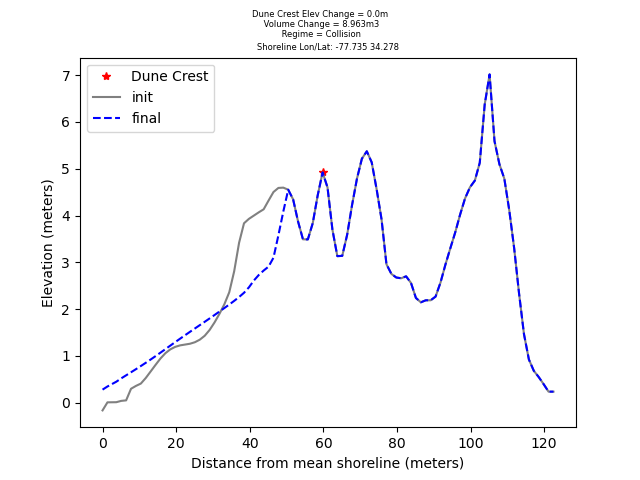 Dune Crest Elev Change = 0.0m
Volume Change = 8.963m3
Regime = Collision
Shoreline Lon/Lat: -77.735 34.278
Dune Crest
init
final
7
6
5
4
3
2
1
0
Elevation (meters)
0 20 40 60 80 100 120
Distance from mean shoreline (meters)